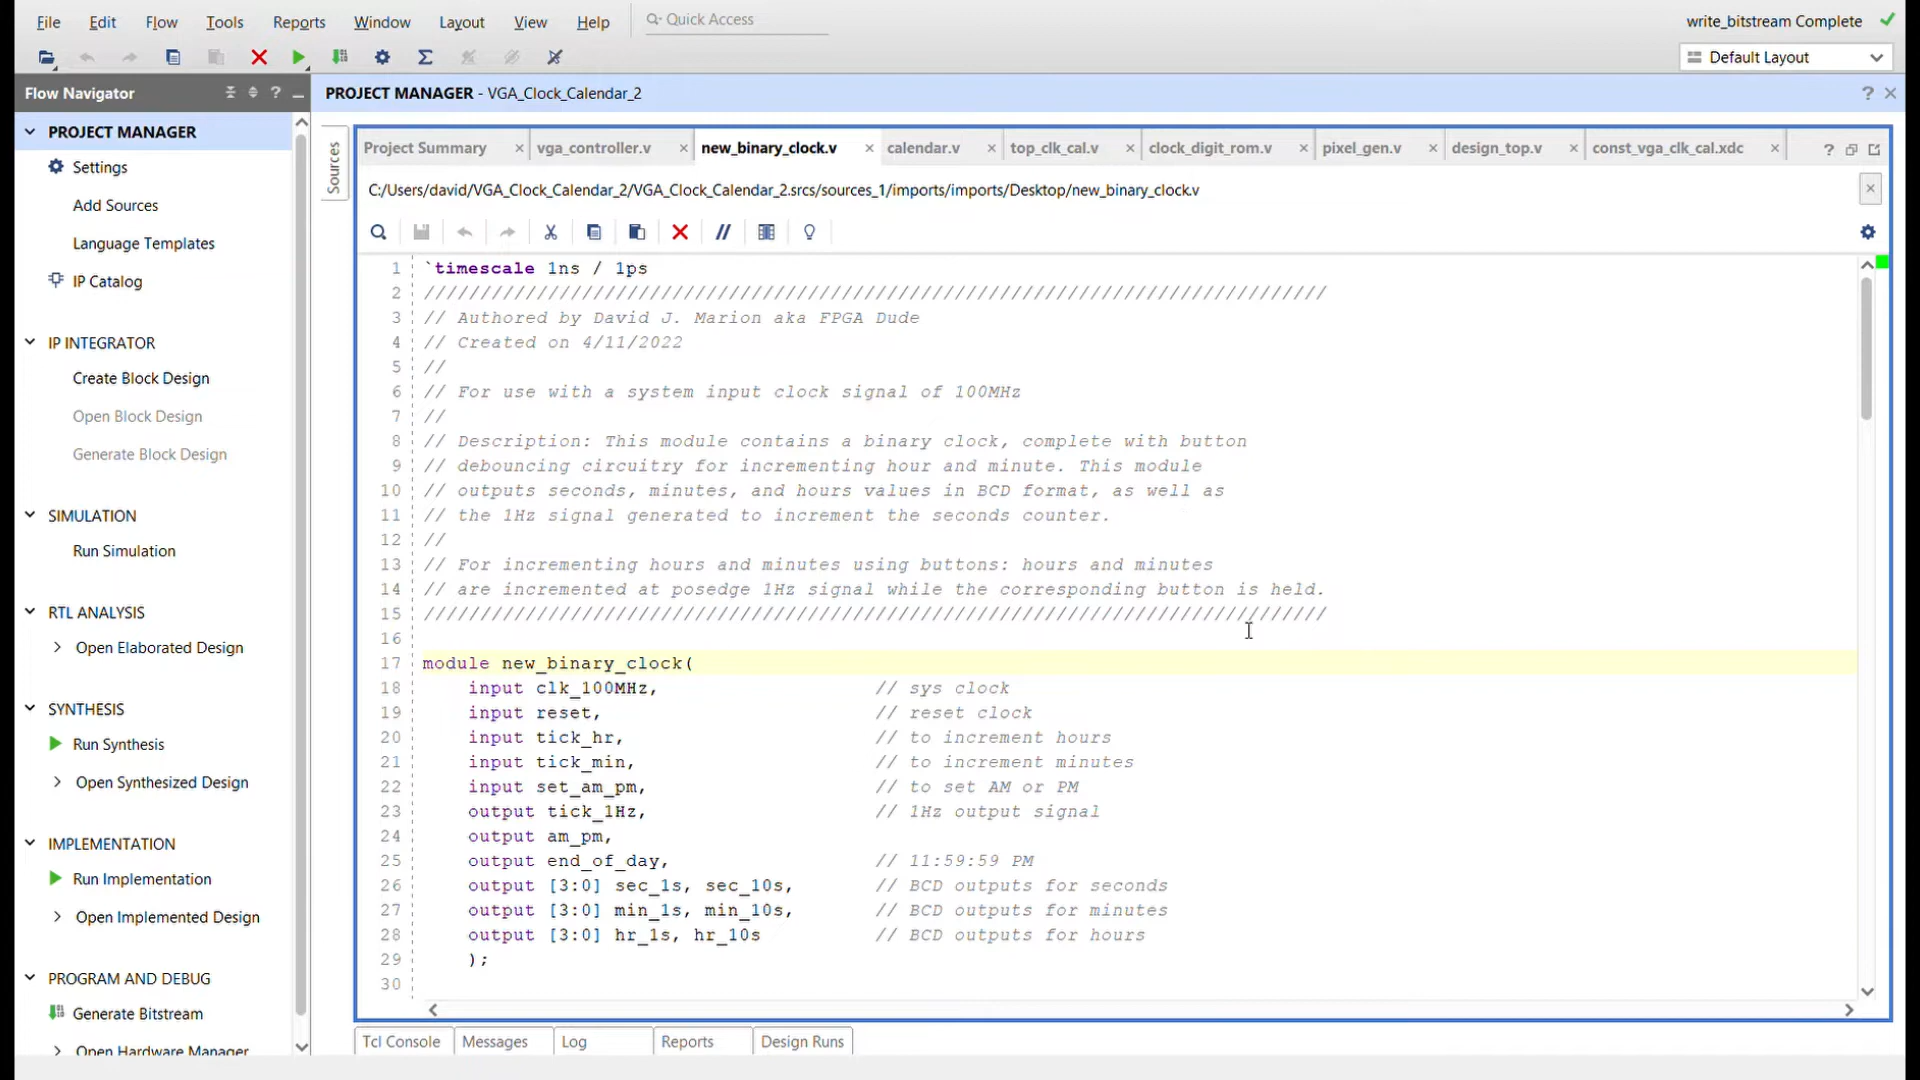 File Edit Flow Tools Reports Window Layout View Help Quick Access write_bitstream Complete
Default Layout
Flow Navigator
PROJECT MANAGER - VGA_Clock_Calendar_2
PROJECT MANAGER
Settings
Add Sources
Language Templates
IP Catalog
IP INTEGRATOR
Create Block Design
Open Block Design
Generate Block Design
SIMULATION
Run Simulation
RTL ANALYSIS
Open Elaborated Design
SYNTHESIS
Run Synthesis
Open Synthesized Design
IMPLEMENTATION
Run Implementation
Open Implemented Design
PROGRAM AND DEBUG
Generate Bitstream
Open Hardware Manager
Sources
Project Summary vga_controller.v new_binary_clock.v calendar.v top_clk_cal.v clock_digit_rom.v pixel_gen.v design_top.v const_vga_clk_cal.xdc
C:/Users/david/VGA_Clock_Calendar_2/VGA_Clock_Calendar_2.srcs/sources_1/imports/imports/Desktop/new_binary_clock.v
1 `timescale 1ns / 1ps
2 ////////////////////////////////////////////////////////////////////////////////
3 // Authored by David J. Marion aka FPGA Dude
4 // Created on 4/11/2022
5 //
6 // For use with a system input clock signal of 100MHz
7 //
8 // Description: This module contains a binary clock, complete with button
9 // debouncing circuitry for incrementing hour and minute. This module
10 // outputs seconds, minutes, and hours values in BCD format, as well as
11 // the 1Hz signal generated to increment the seconds counter.
12 //
13 // For incrementing hours and minutes using buttons: hours and minutes
14 // are incremented at posedge 1Hz signal while the corresponding button is held.
15 ////////////////////////////////////////////////////////////////////////////////
16
17 module new_binary_clock(
18 input clk_100MHz, // sys clock
19 input reset, // reset clock
20 input tick_hr, // to increment hours
21 input tick_min, // to increment minutes
22 input set_am_pm, // to set AM or PM
23 output tick_1Hz, // 1Hz output signal
24 output am_pm,
25 output end_of_day, // 11:59:59 PM
26 output [3:0] sec_1s, sec_10s, // BCD outputs for seconds
27 output [3:0] min_1s, min_10s, // BCD outputs for minutes
28 output [3:0] hr_1s, hr_10s // BCD outputs for hours
29 );
30
Tcl Console Messages Log Reports Design Runs